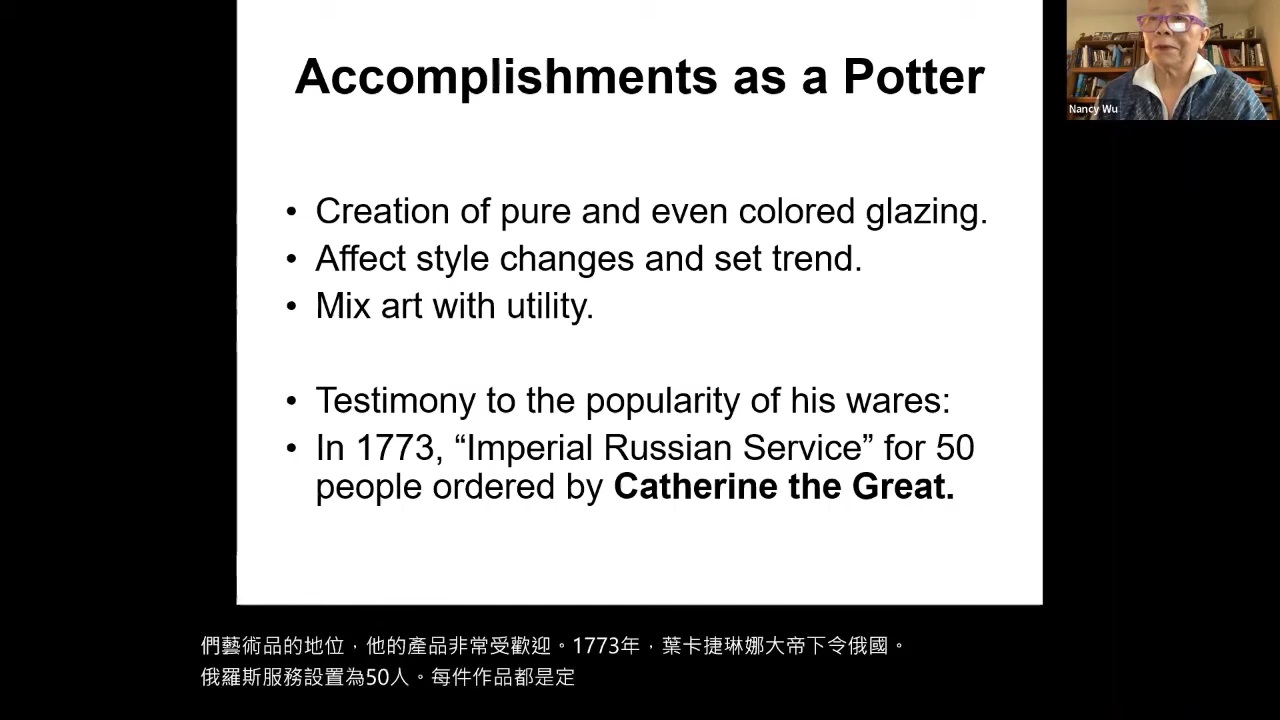 Accomplishments as a Potter
Nancy Wu
• Creation of pure and even colored glazing.
• Affect style changes and set trend.
• Mix art with utility.
• Testimony to the popularity of his wares:
• In 1773, “Imperial Russian Service” for 50
people ordered by Catherine the Great.
們藝術品的地位，他的產品非常受歡迎。1773年，葉卡捷琳娜大帝下令俄國。
俄羅斯服務設置為50人。每件作品都是定